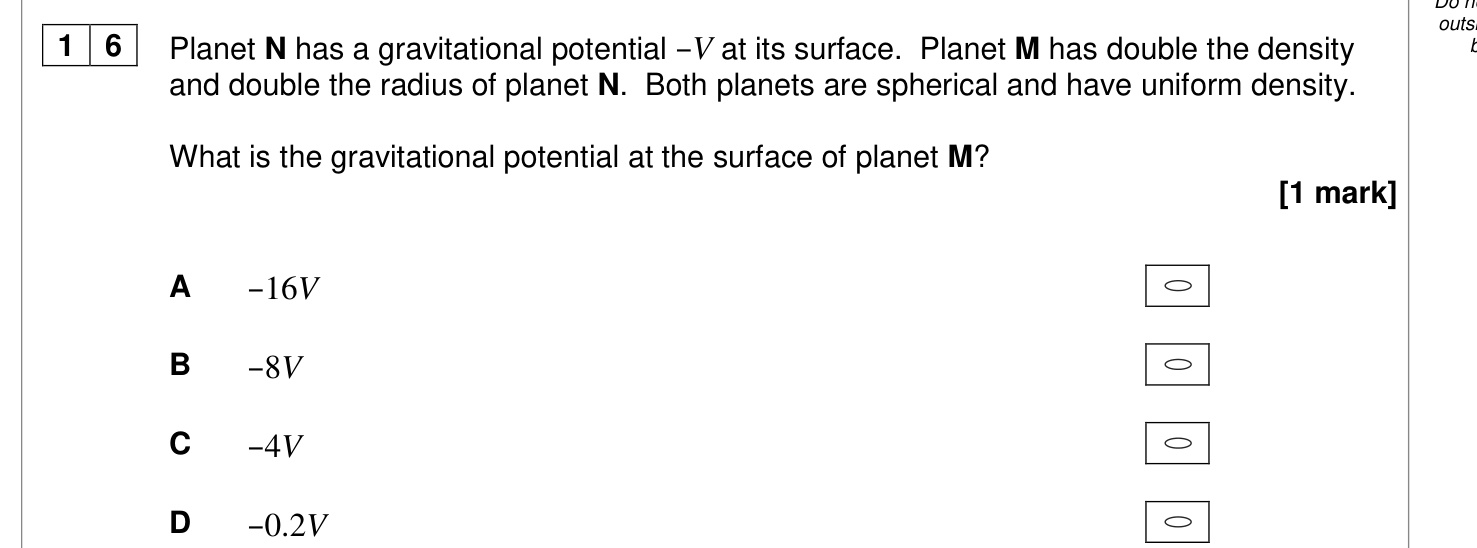 Do n
outs
b
1 6 Planet N has a gravitational potential –V at its surface. Planet M has double the density
and double the radius of planet N. Both planets are spherical and have uniform density.
What is the gravitational potential at the surface of planet M?
[1 mark]
A –16V
B –8V
C –4V
D –0.2V